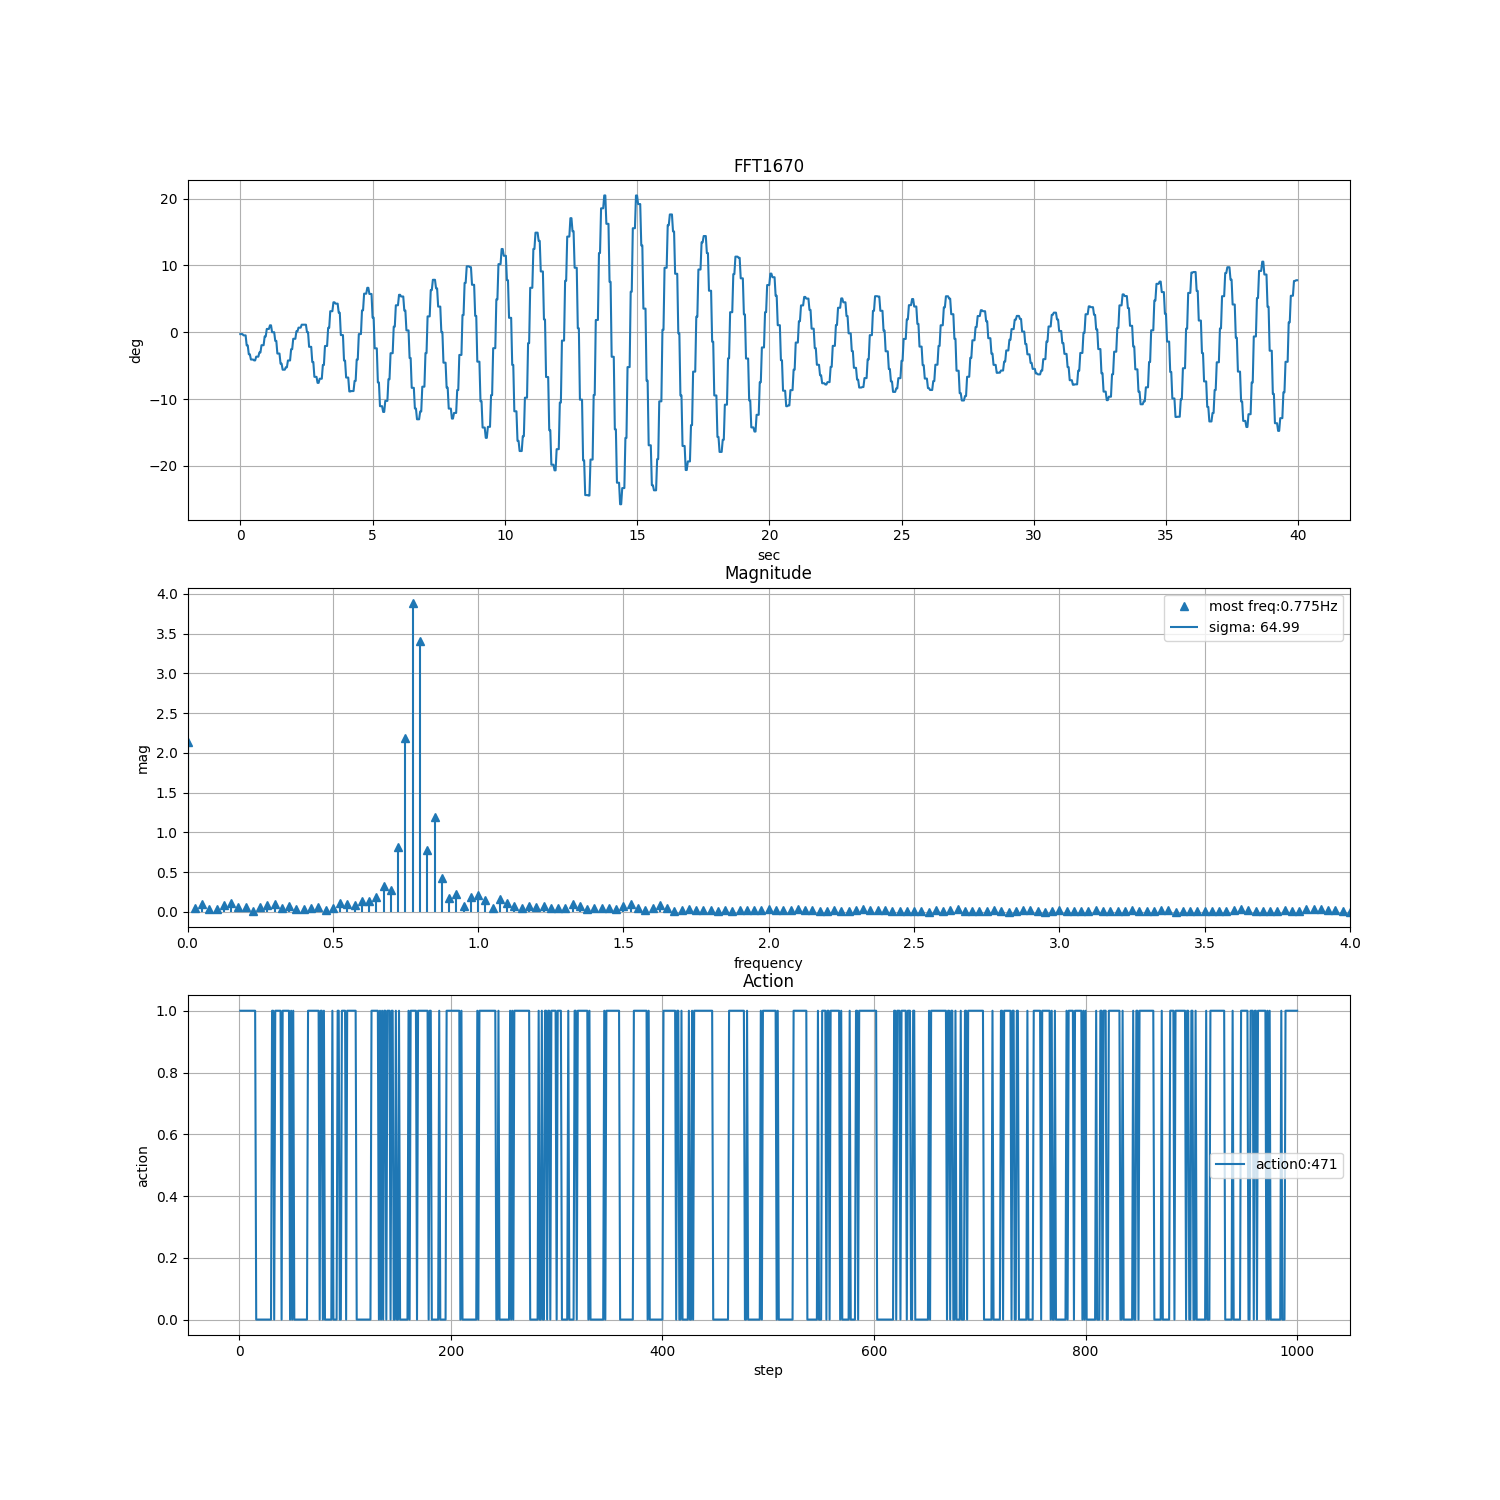 FFT1670
20
10
0
−10
−20
deg
0 5 10 15 20 25 30 35 40
sec
Magnitude
4.0
3.5
3.0
2.5
2.0
1.5
1.0
0.5
0.0
mag
most freq:0.775Hz
sigma: 64.99
0.0 0.5 1.0 1.5 2.0 2.5 3.0 3.5 4.0
frequency
Action
1.0
0.8
0.6
0.4
0.2
0.0
action
action0:471
0 200 400 600 800 1000
step